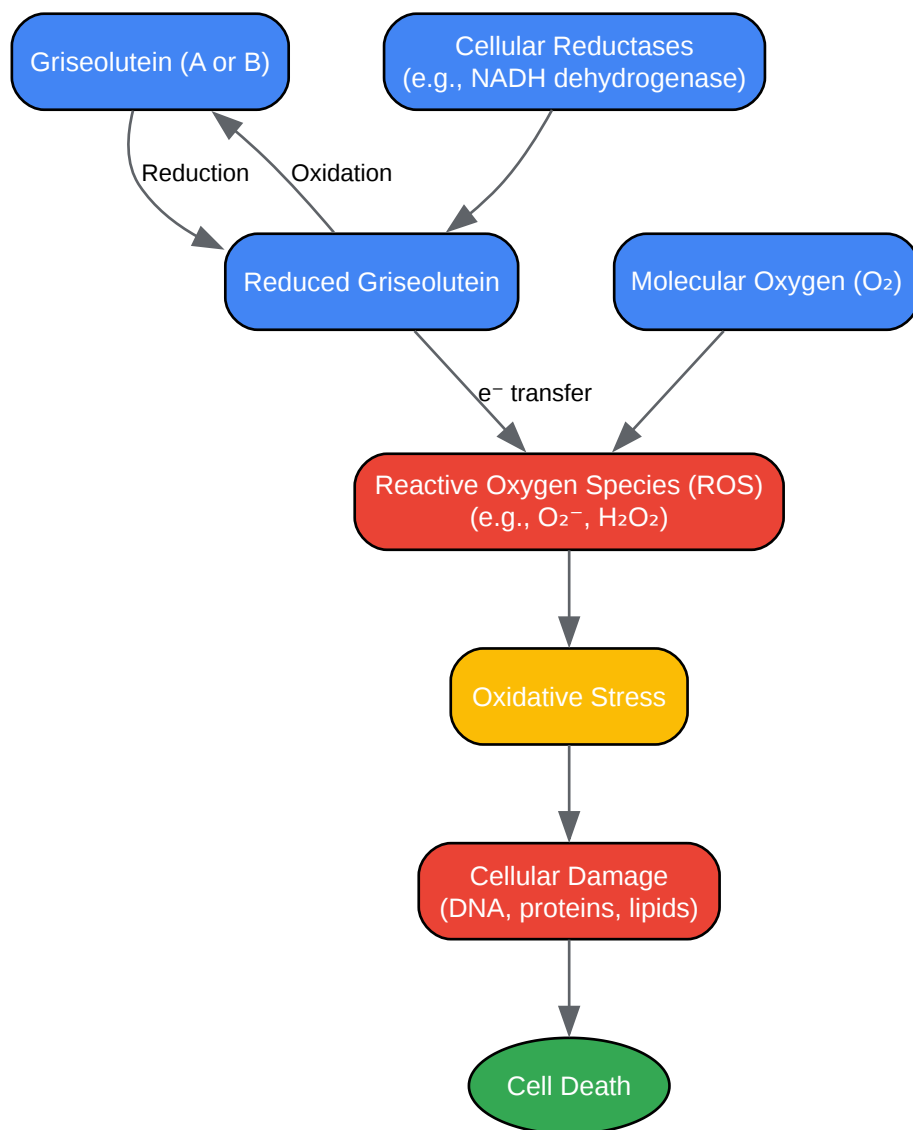 Griseolutein (A or B)
Cellular Reductases
(e.g., NADH dehydrogenase)
Reduction
Oxidation
Reduced Griseolutein
Molecular Oxygen (O₂)
e⁻ transfer
Reactive Oxygen Species (ROS)
(e.g., O₂⁻, H₂O₂)
Oxidative Stress
Cellular Damage
(DNA, proteins, lipids)
Cell Death